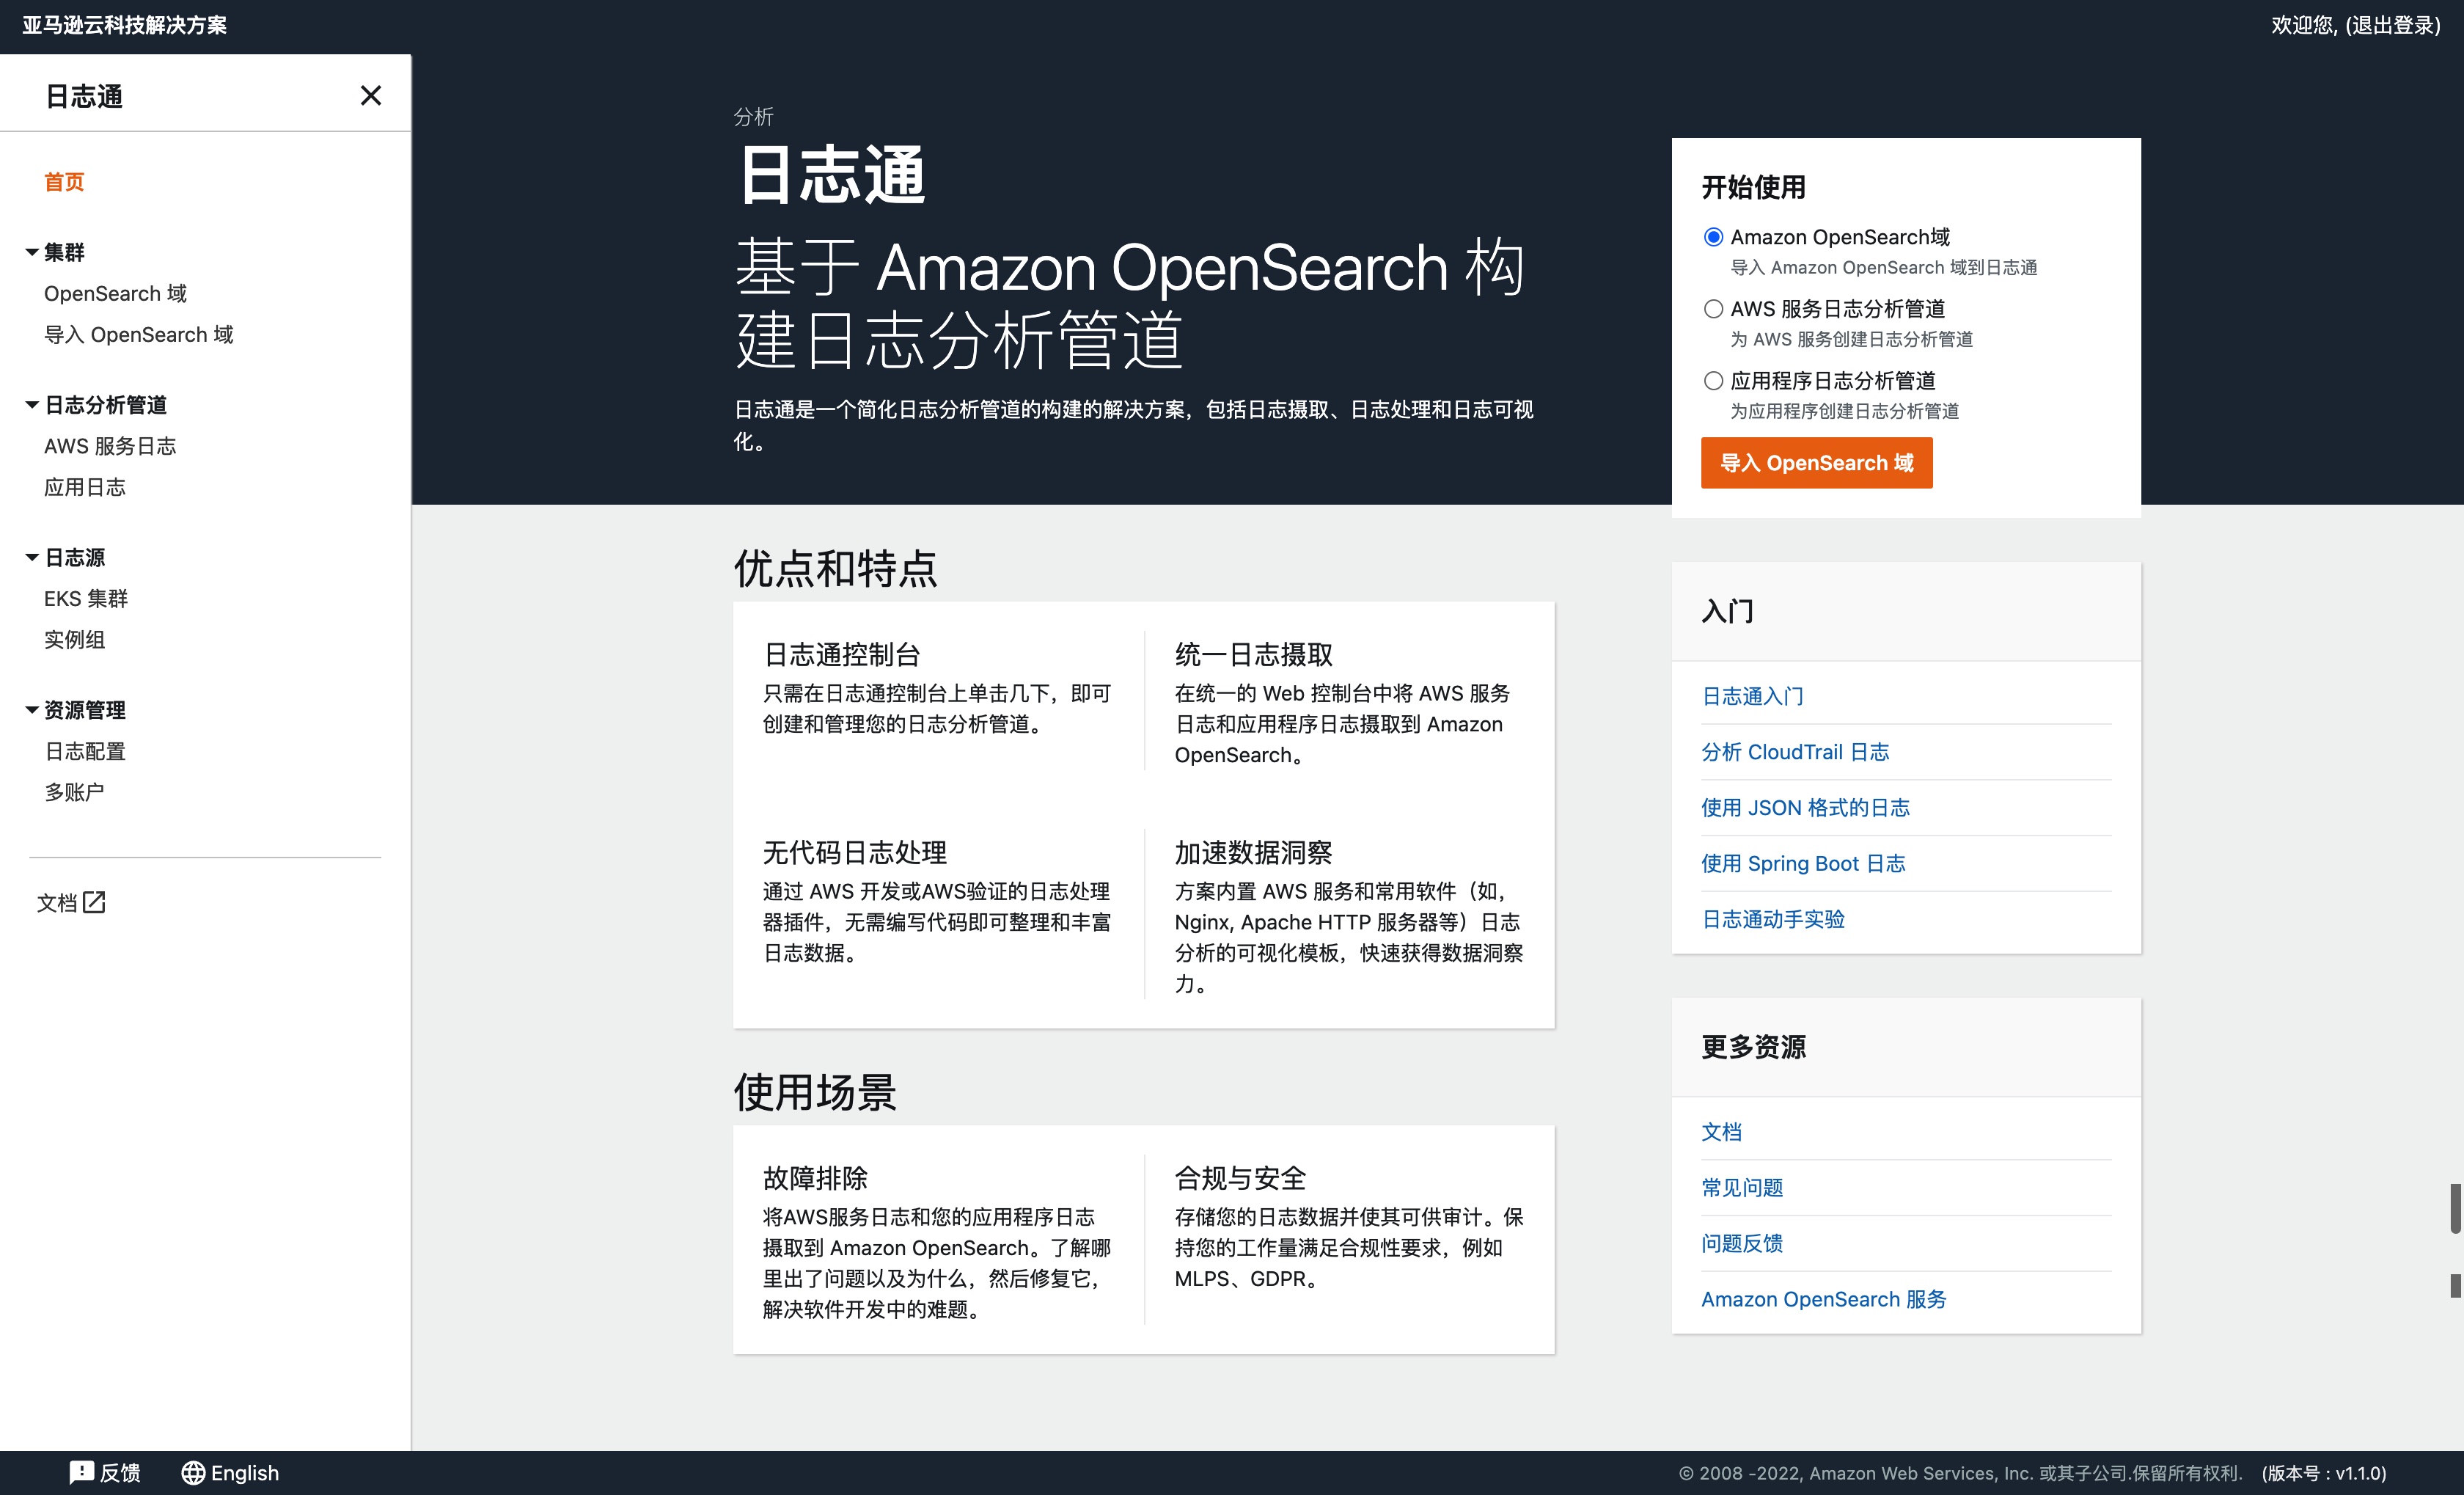 亚马逊云科技解决方案
欢迎您, (退出登录)
日志通
首页
集群
OpenSearch 域
导入 OpenSearch 域
日志分析管道
AWS 服务日志
应用日志
日志源
EKS 集群
实例组
资源管理
日志配置
多账户
文档
分析
日志通
基于 Amazon OpenSearch 构
建日志分析管道
日志通是一个简化日志分析管道的构建的解决方案，包括日志摄取、日志处理和日志可视
化。
开始使用
Amazon OpenSearch域
导入 Amazon OpenSearch 域到日志通
AWS 服务日志分析管道
为 AWS 服务创建日志分析管道
应用程序日志分析管道
为应用程序创建日志分析管道
导入 OpenSearch 域
优点和特点
日志通控制台
只需在日志通控制台上单击几下，即可
创建和管理您的日志分析管道。
统一日志摄取
在统一的 Web 控制台中将 AWS 服务
日志和应用程序日志摄取到 Amazon
OpenSearch。
无代码日志处理
通过 AWS 开发或AWS验证的日志处理
器插件，无需编写代码即可整理和丰富
日志数据。
加速数据洞察
方案内置 AWS 服务和常用软件（如，
Nginx, Apache HTTP 服务器等）日志
分析的可视化模板，快速获得数据洞察
力。
使用场景
故障排除
将AWS服务日志和您的应用程序日志
摄取到 Amazon OpenSearch。了解哪
里出了问题以及为什么，然后修复它，
解决软件开发中的难题。
合规与安全
存储您的日志数据并使其可供审计。保
持您的工作量满足合规性要求，例如
MLPS、GDPR。
入门
日志通入门
分析 CloudTrail 日志
使用 JSON 格式的日志
使用 Spring Boot 日志
日志通动手实验
更多资源
文档
常见问题
问题反馈
Amazon OpenSearch 服务
反馈
English
© 2008 -2022, Amazon Web Services, Inc. 或其子公司.保留所有权利. (版本号 : v1.1.0)